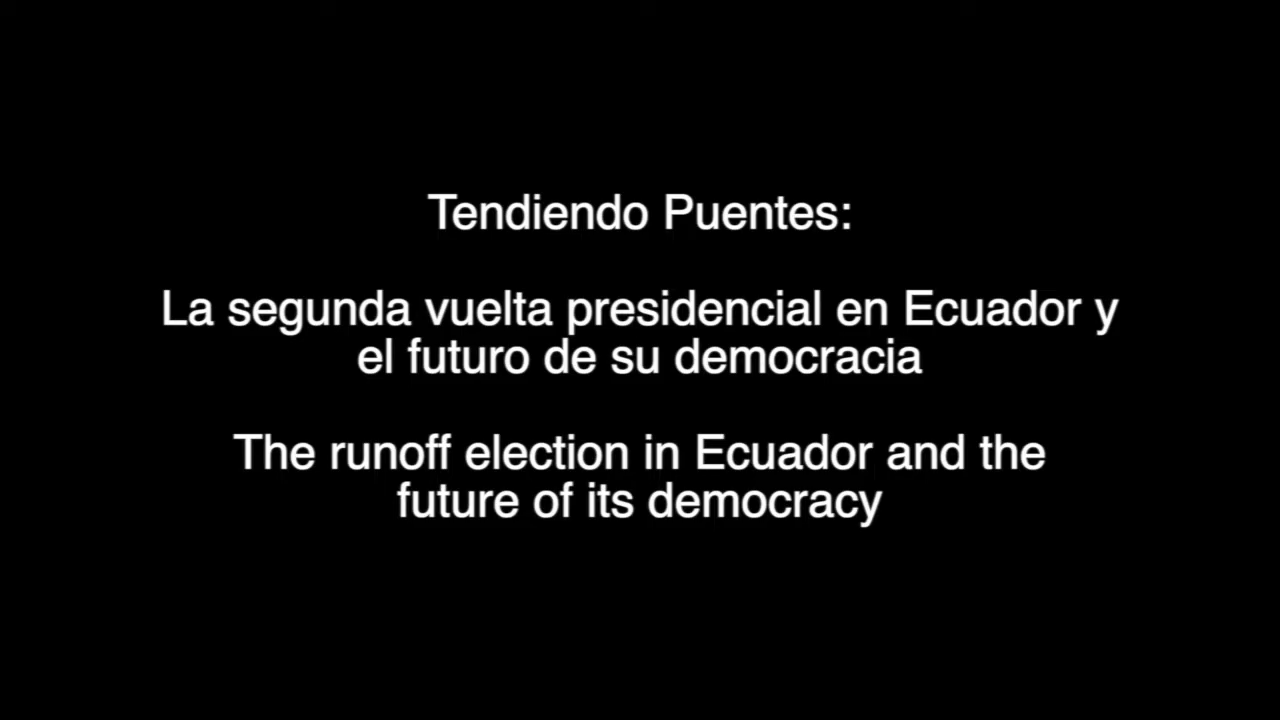 Tendiendo Puentes:
La segunda vuelta presidencial en Ecuador y
el futuro de su democracia
The runoff election in Ecuador and the
future of its democracy